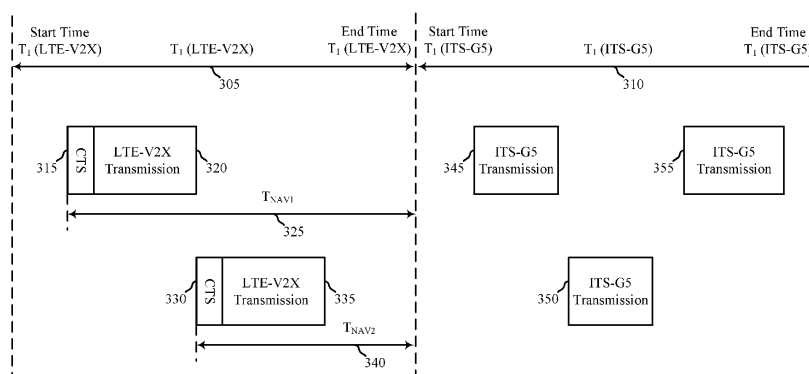 Start Time
T1 (LTE-V2X)
T1 (LTE-V2X)
End Time
T1 (LTE-V2X)
Start Time
T1 (ITS-G5)
T1 (ITS-G5)
End Time
T1 (ITS-G5)
305
310
315
CTS
LTE-V2X
Transmission
320
345
ITS-G5
Transmission
355
ITS-G5
Transmission
TNAV1
325
330
CTS
LTE-V2X
Transmission
335
350
ITS-G5
Transmission
TNAV2
340